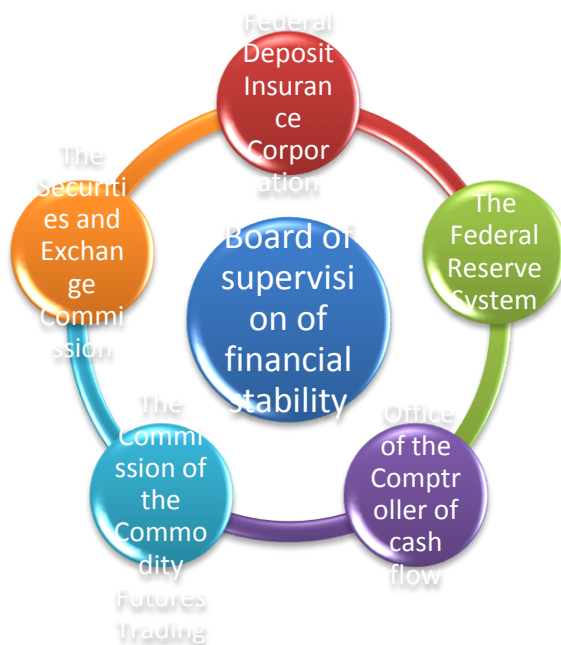 Federal
Deposit
Insuran
ce
Corpor
ation
The
Federal
Reserve
System
Office
of the
Comptr
oller of
cash
flow
The
Commi
ssion of
the
Commo
dity
Futures
Trading
The
Securiti
es and
Exchan
ge
Commi
ssion
Board of
supervisi
on of
financial
stability